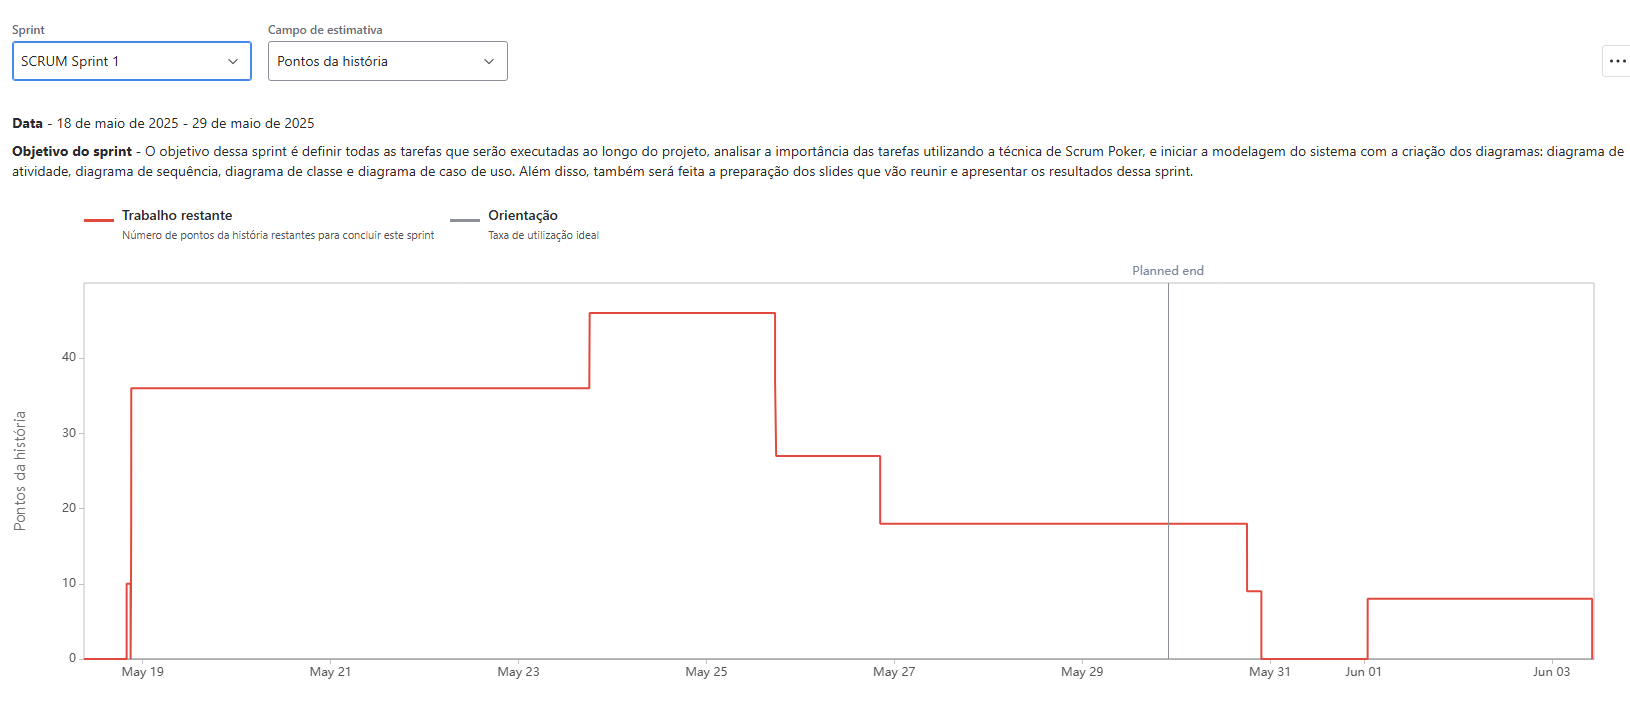 Sprint
Campo de estimativa
SCRUM Sprint 1
Pontos da história
Data - 18 de maio de 2025 - 29 de maio de 2025
Objetivo do sprint - O objetivo dessa sprint é definir todas as tarefas que serão executadas ao longo do projeto, analisar a importância das tarefas utilizando a técnica de Scrum Poker, e iniciar a modelagem do sistema com a criação dos diagramas: diagrama de
atividade, diagrama de sequência, diagrama de classe e diagrama de caso de uso. Além disso, também será feita a preparação dos slides que vão reunir e apresentar os resultados dessa sprint.
Trabalho restante
Número de pontos da história restantes para concluir este sprint
Orientação
Taxa de utilização ideal
Planned end
Pontos da história
40
30
20
10
0
May 19
May 21
May 23
May 25
May 27
May 29
May 31
Jun 01
Jun 03